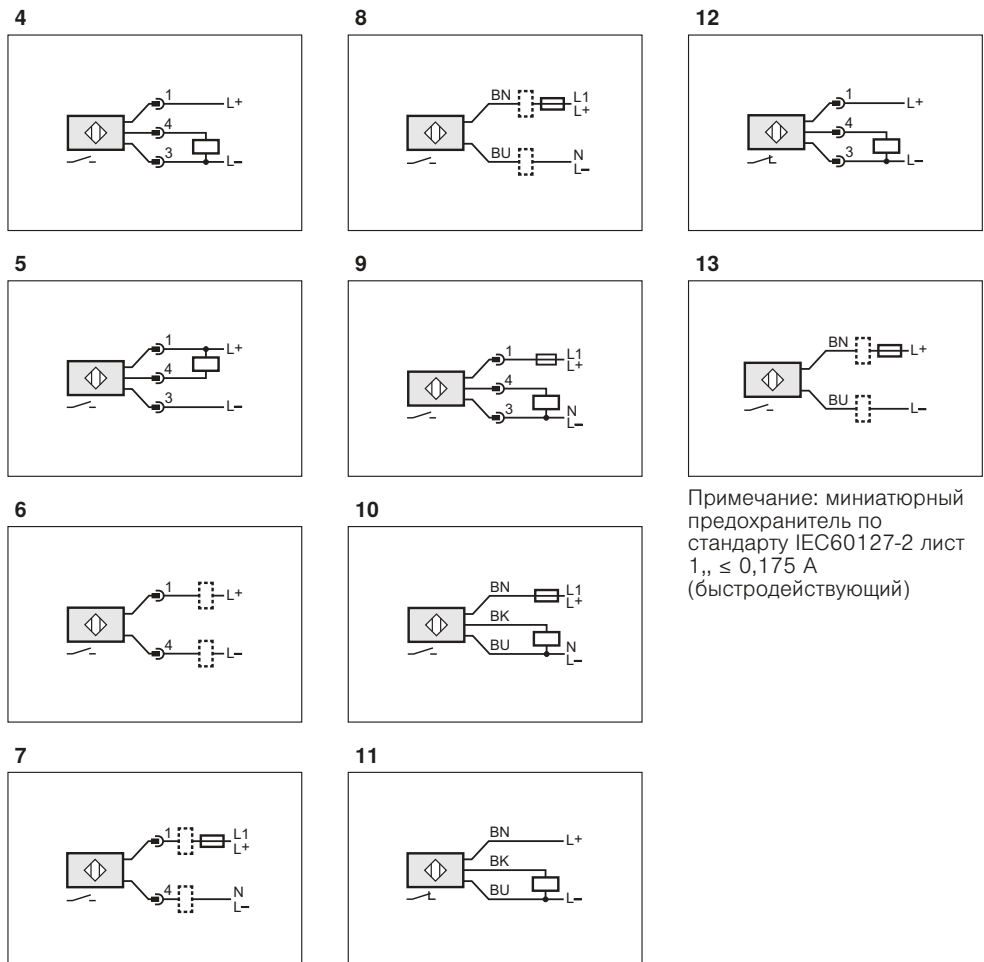 4
1
L+
4
3
L–
5
1
L+
4
3
L–
6
1
L+
4
L–
7
1
L1
L+
4
N
L–
8
BN
L1
L+
BU
N
L–
9
1
L1
L+
4
3
N
L–
10
BN
L1
L+
BK
BU
N
L–
11
BN
L+
BK
BU
L–
12
1
L+
4
3
L–
13
BN
L+
BU
L–
Примечание: миниатюрный
предохранитель по
стандарту IEC60127-2 лист
1,, ≤ 0,175 A
(быстродействующий)